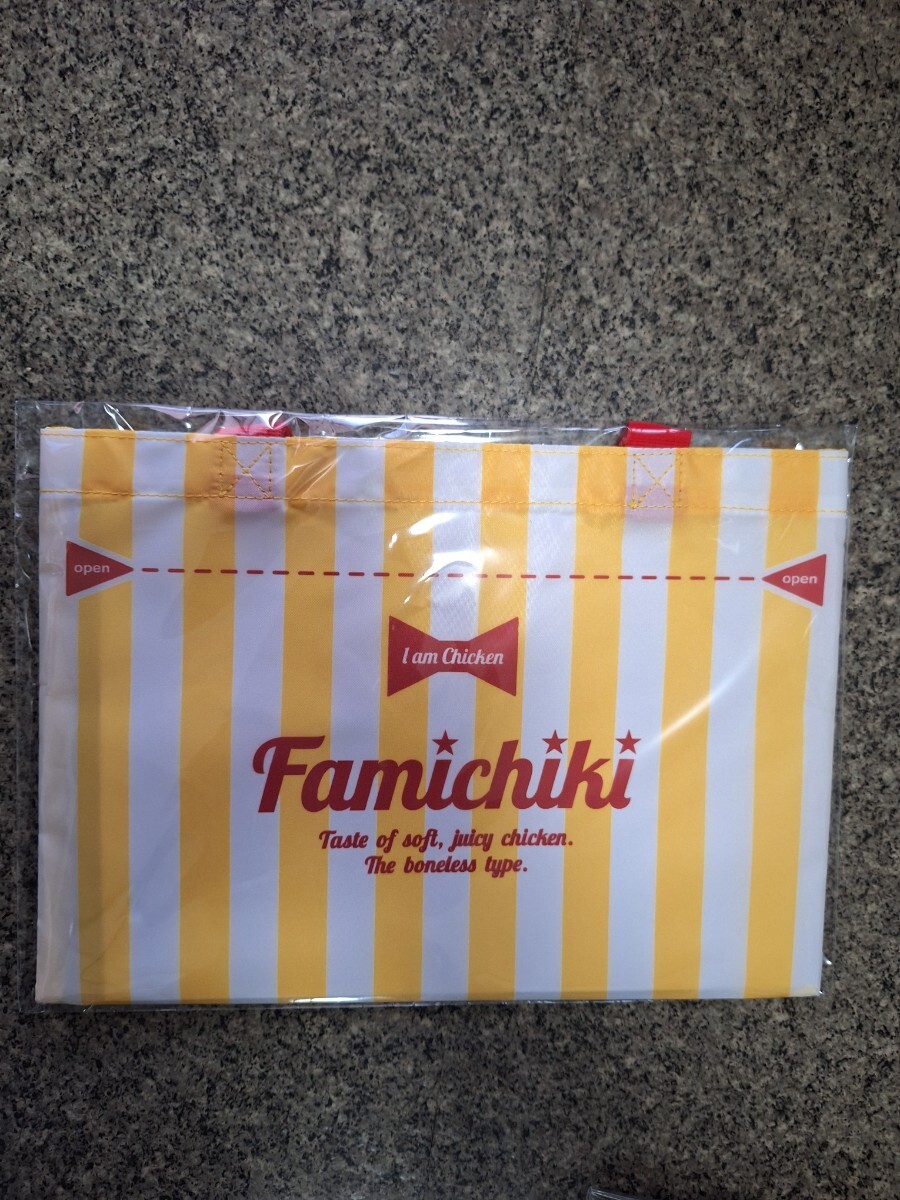 open
open
I am Chicken
Famichiki
Taste of soft, juicy chicken.
The boneless type.